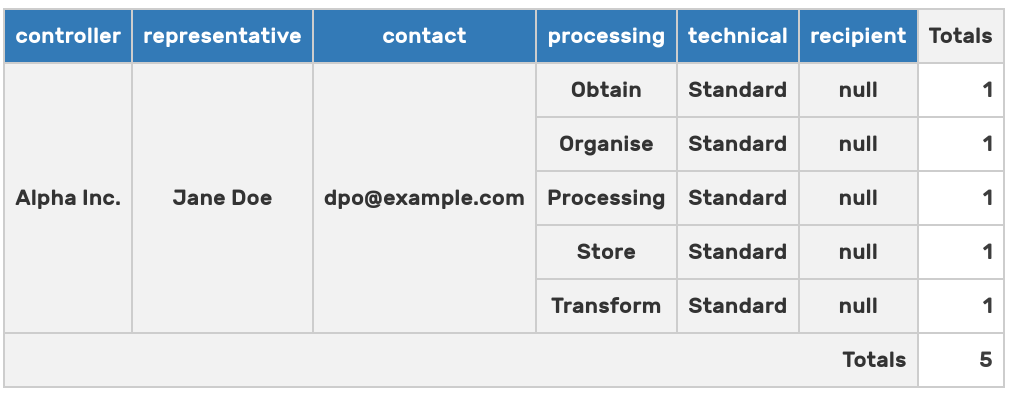 controller representative contact processing technical recipient Totals
Obtain Standard null 1
Organise Standard null 1
Alpha Inc. Jane Doe dpo@example.com Processing Standard null 1
Store Standard null 1
Transform Standard null 1
Totals 5